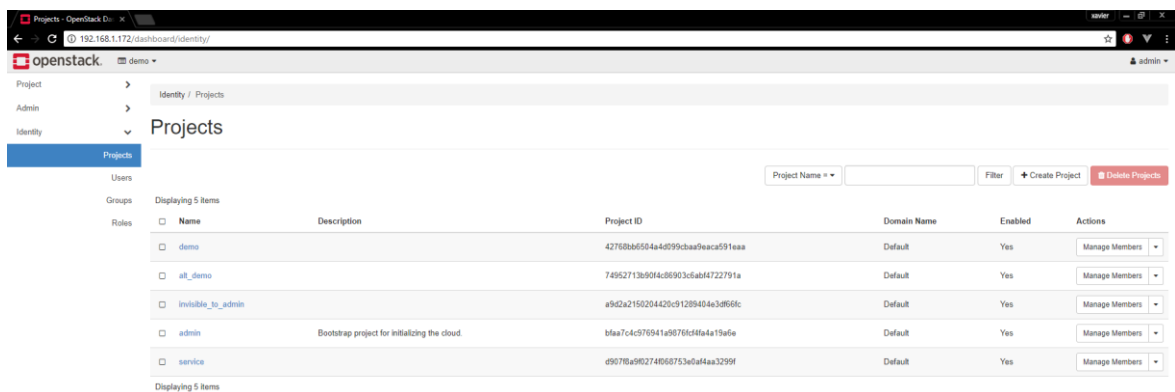 Projects - OpenStack Das
xavier
192.168.1.172/dashboard/identity/
openstack. demo admin
Project
Admin
Identity
Projects
Users
Groups
Roles
Identity / Projects
Projects
Project Name = Filter + Create Project Delete Projects
Displaying 5 items
Name Description Project ID Domain Name Enabled Actions
demo 42768bb6504a4d099cbaa9eaca591eaa Default Yes Manage Members
alt_demo 74952713b90f4c86903c6abf4722791a Default Yes Manage Members
invisible_to_admin a9d2a2150204420c91289404e3df66fc Default Yes Manage Members
admin Bootstrap project for initializing the cloud. bfaa7c4c976941a9876fcf4fa4a19a6e Default Yes Manage Members
service d907f8a9f0274f068753e0af4aa3299f Default Yes Manage Members
Displaying 5 items